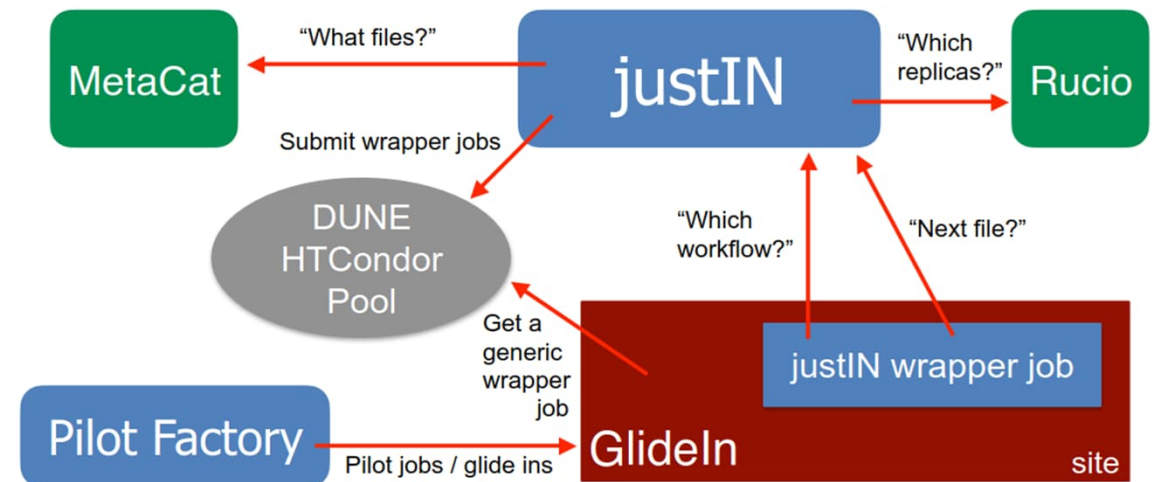 “What files?”
justIN
“Which
replicas?”
MetaCat
Rucio
Submit wrapper jobs
DUNE
HTCondor
Pool
“Which
workflow?”
“Next file?”
Get a
generic
wrapper
job
justIN wrapper job
Pilot Factory
Pilot jobs / glide ins
GlideIn
site